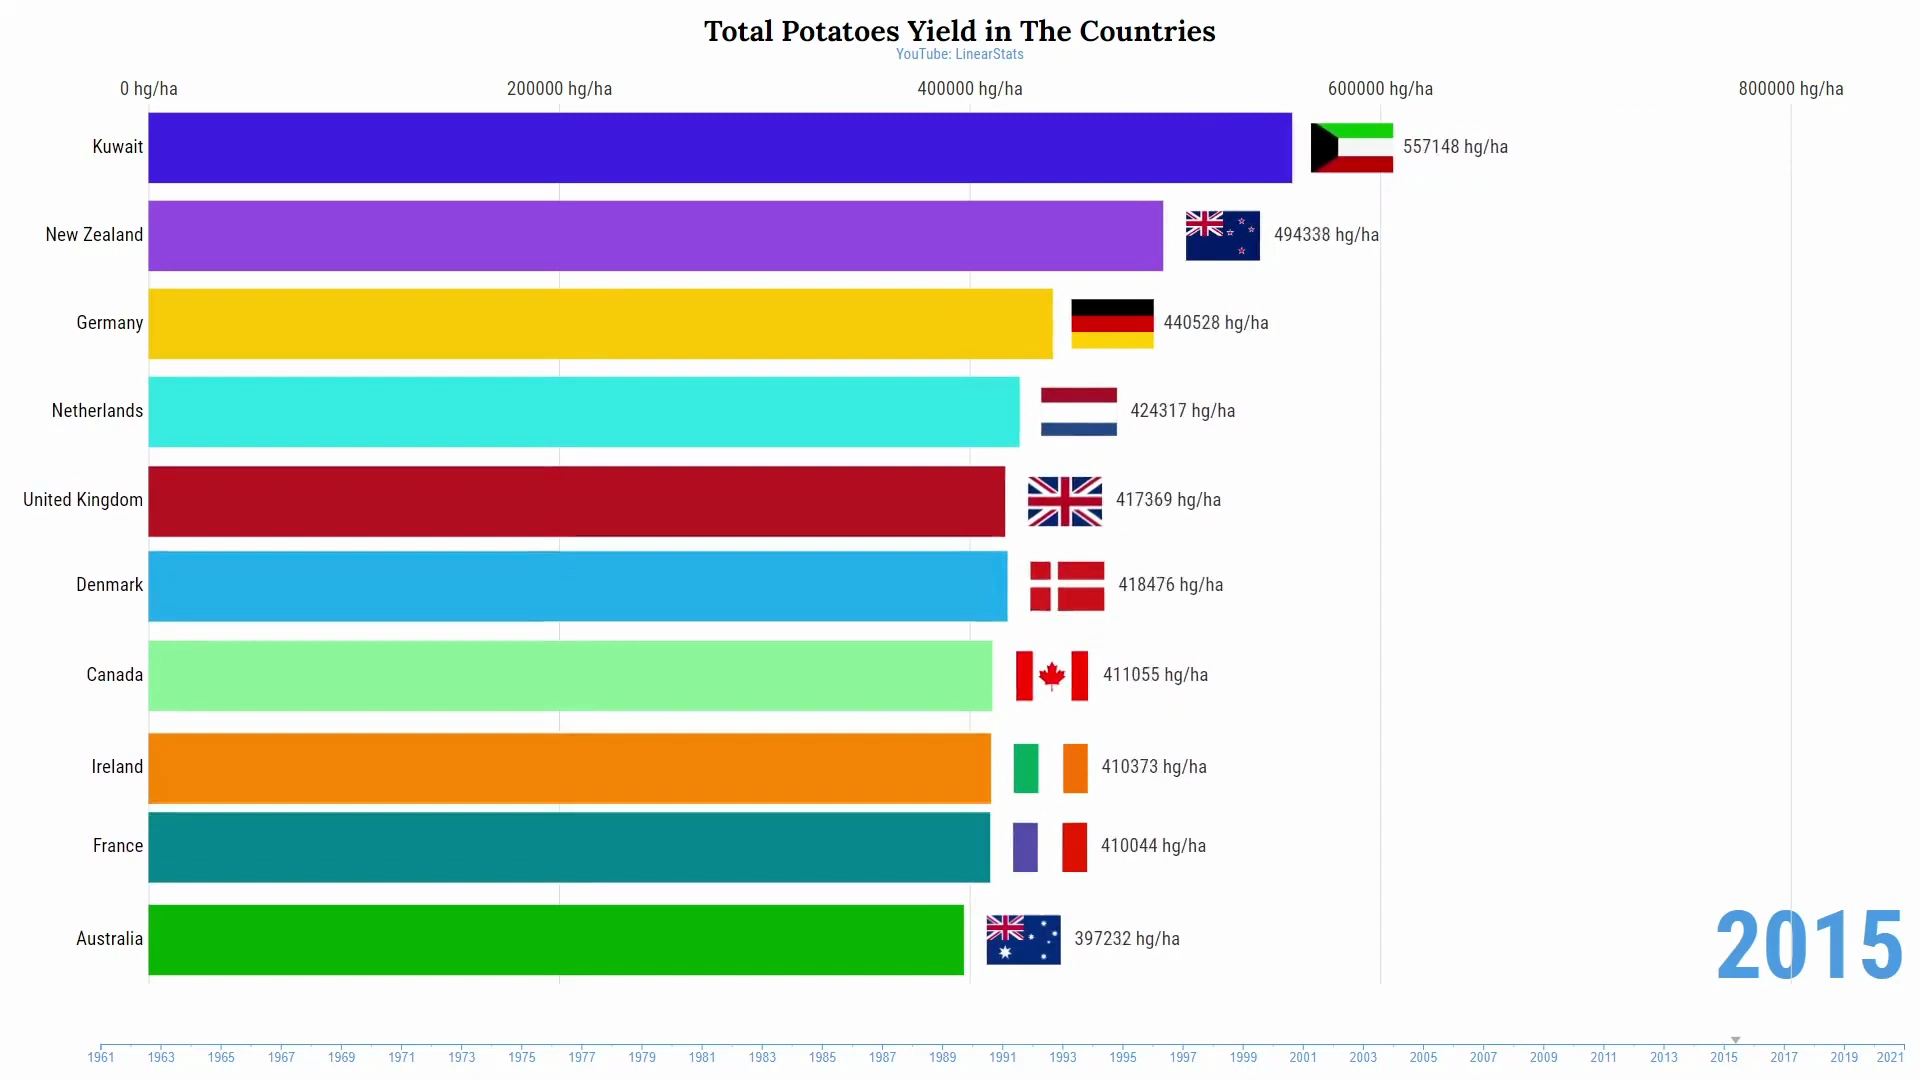 Total Potatoes Yield in The Countries
YouTube: LinearStats
0 hg/ha 200000 hg/ha 400000 hg/ha 600000 hg/ha 800000 hg/ha
Kuwait 557148 hg/ha
New Zealand 494338 hg/ha
Germany 440528 hg/ha
Netherlands 424317 hg/ha
United Kingdom 417369 hg/ha
Denmark 418476 hg/ha
Canada 411055 hg/ha
Ireland 410373 hg/ha
France 410044 hg/ha
Australia 397232 hg/ha
2015
1961 1963 1965 1967 1969 1971 1973 1975 1977 1979 1981 1983 1985 1987 1989 1991 1993 1995 1997 1999 2001 2003 2005 2007 2009 2011 2013 2015 2017 2019 2021